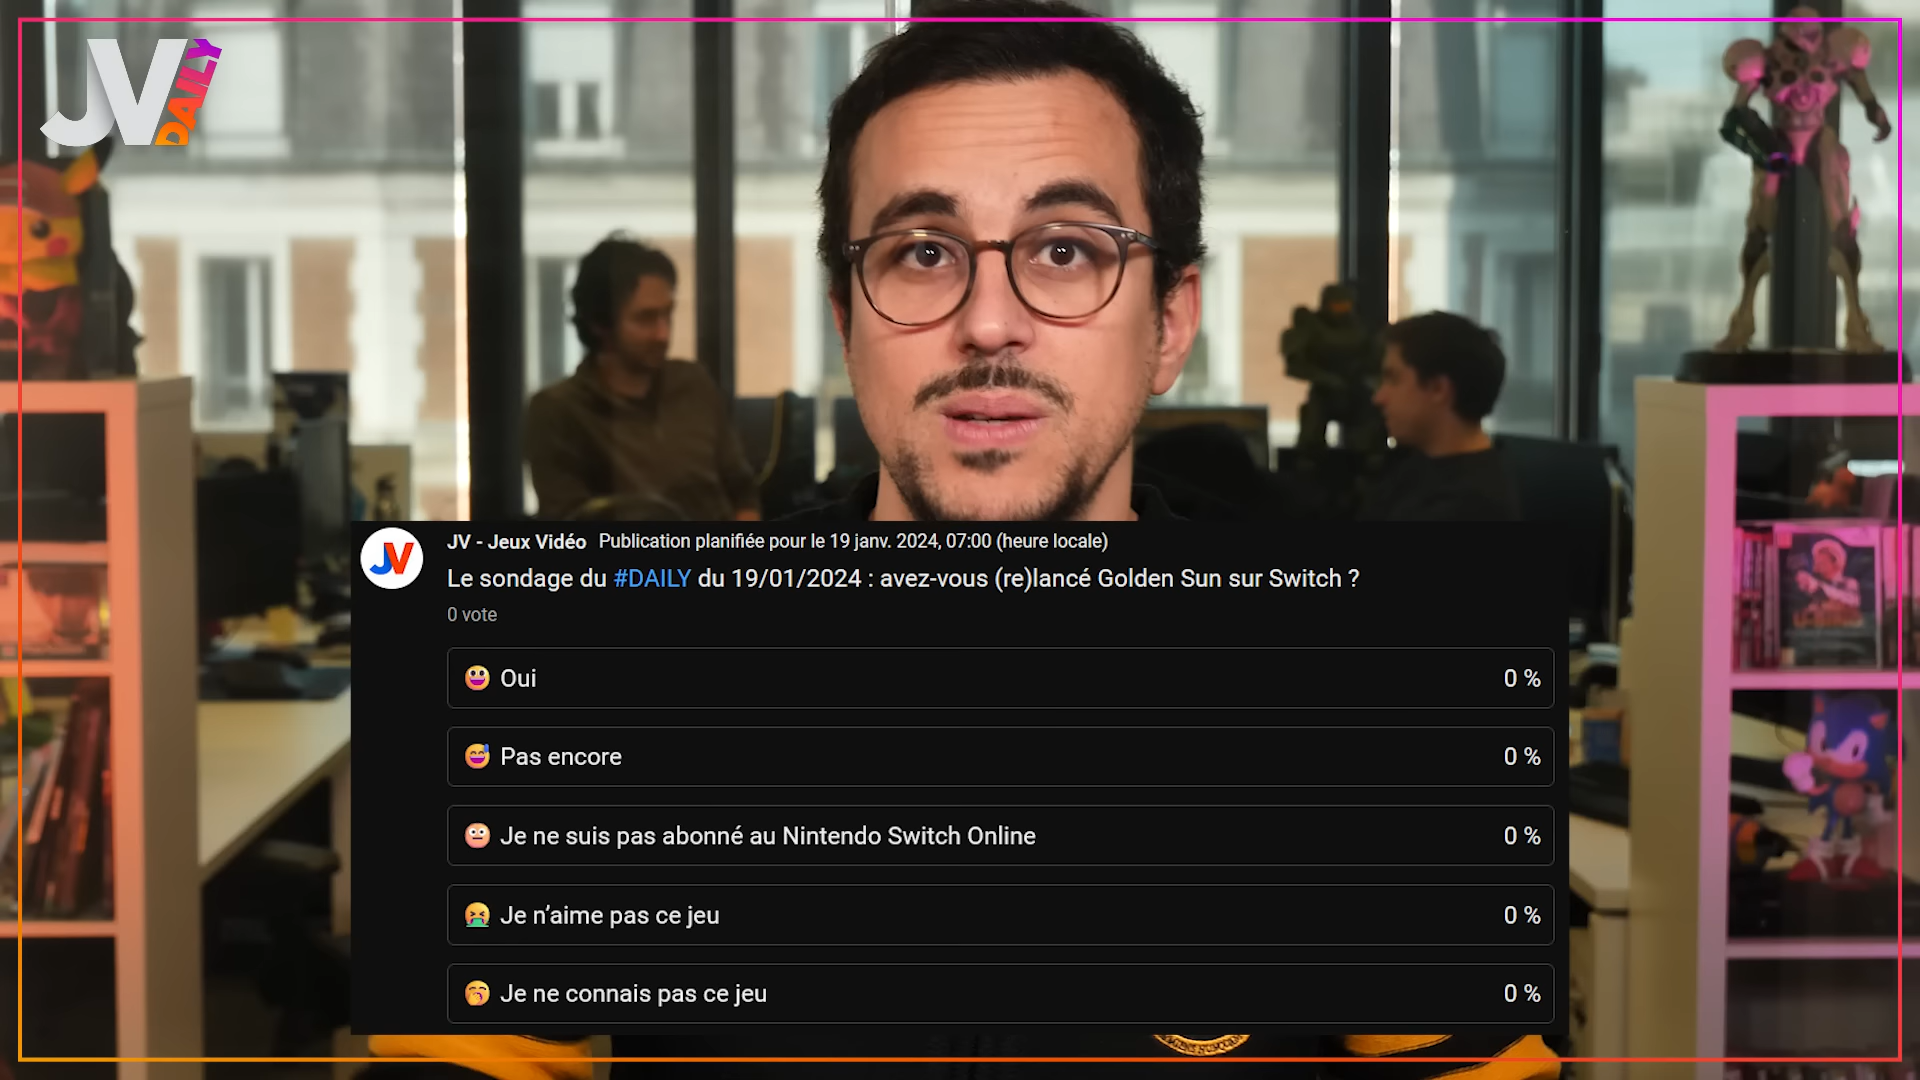 JV
DAILY
JV
JV - Jeux Vidéo Publication planifiée pour le 19 janv. 2024, 07:00 (heure locale)
Le sondage du #DAILY du 19/01/2024 : avez-vous (re)lancé Golden Sun sur Switch ?
0 vote
😀 Oui 0 %
😅 Pas encore 0 %
😳 Je ne suis pas abonné au Nintendo Switch Online 0 %
🤮 Je n’aime pas ce jeu 0 %
🥱 Je ne connais pas ce jeu 0 %